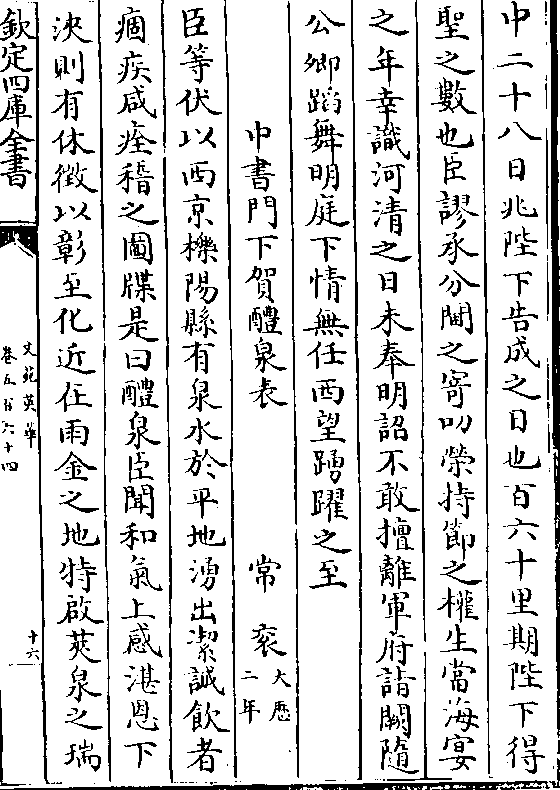 中二十八日兆陛下告成之日也百六十里期陛下得
聖之數也臣謬承分閫之寄叨榮持節之權生當海宴
之年幸識河清之日未奉明詔不敢擅離軍府詣闕隨
公卿蹈舞明庭下情無任西望踴躍之至
中書門下賀醴泉表 常袞 大厯二年
臣等伏以西京櫟陽縣有泉水於平地湧出潔誠飲者
痼疾咸痊稽之圖牒是曰醴泉臣聞和氣上感湛恩下
浹則有休徴以彰至化近在雨金之地特啟莢泉之瑞
欽定四庫全書
文苑英華
卷五百六十四
十六